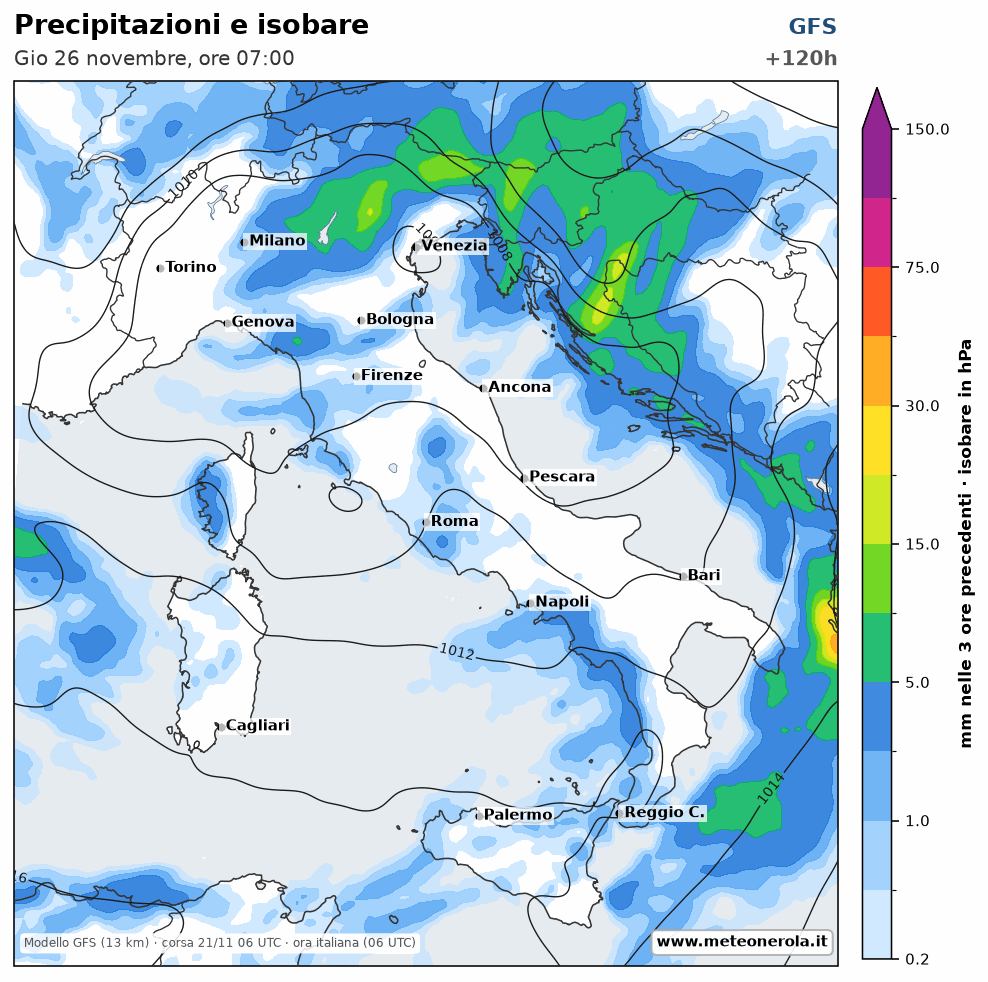 Precipitazioni e isobare
GFS
Gio 26 novembre, ore 07:00
+120h
150.0
75.0
30.0
15.0
5.0
1.0
0.2
mm nelle 3 ore precedenti · isobare in hPa
1010
1008
Milano
Venezia
Torino
Genova
Bologna
Firenze
Ancona
Pescara
Roma
Bari
Napoli
1012
Cagliari
1014
Palermo
Reggio C.
16
Modello GFS (13 km) · corsa 21/11 06 UTC · ora italiana (06 UTC)
www.meteonerola.it